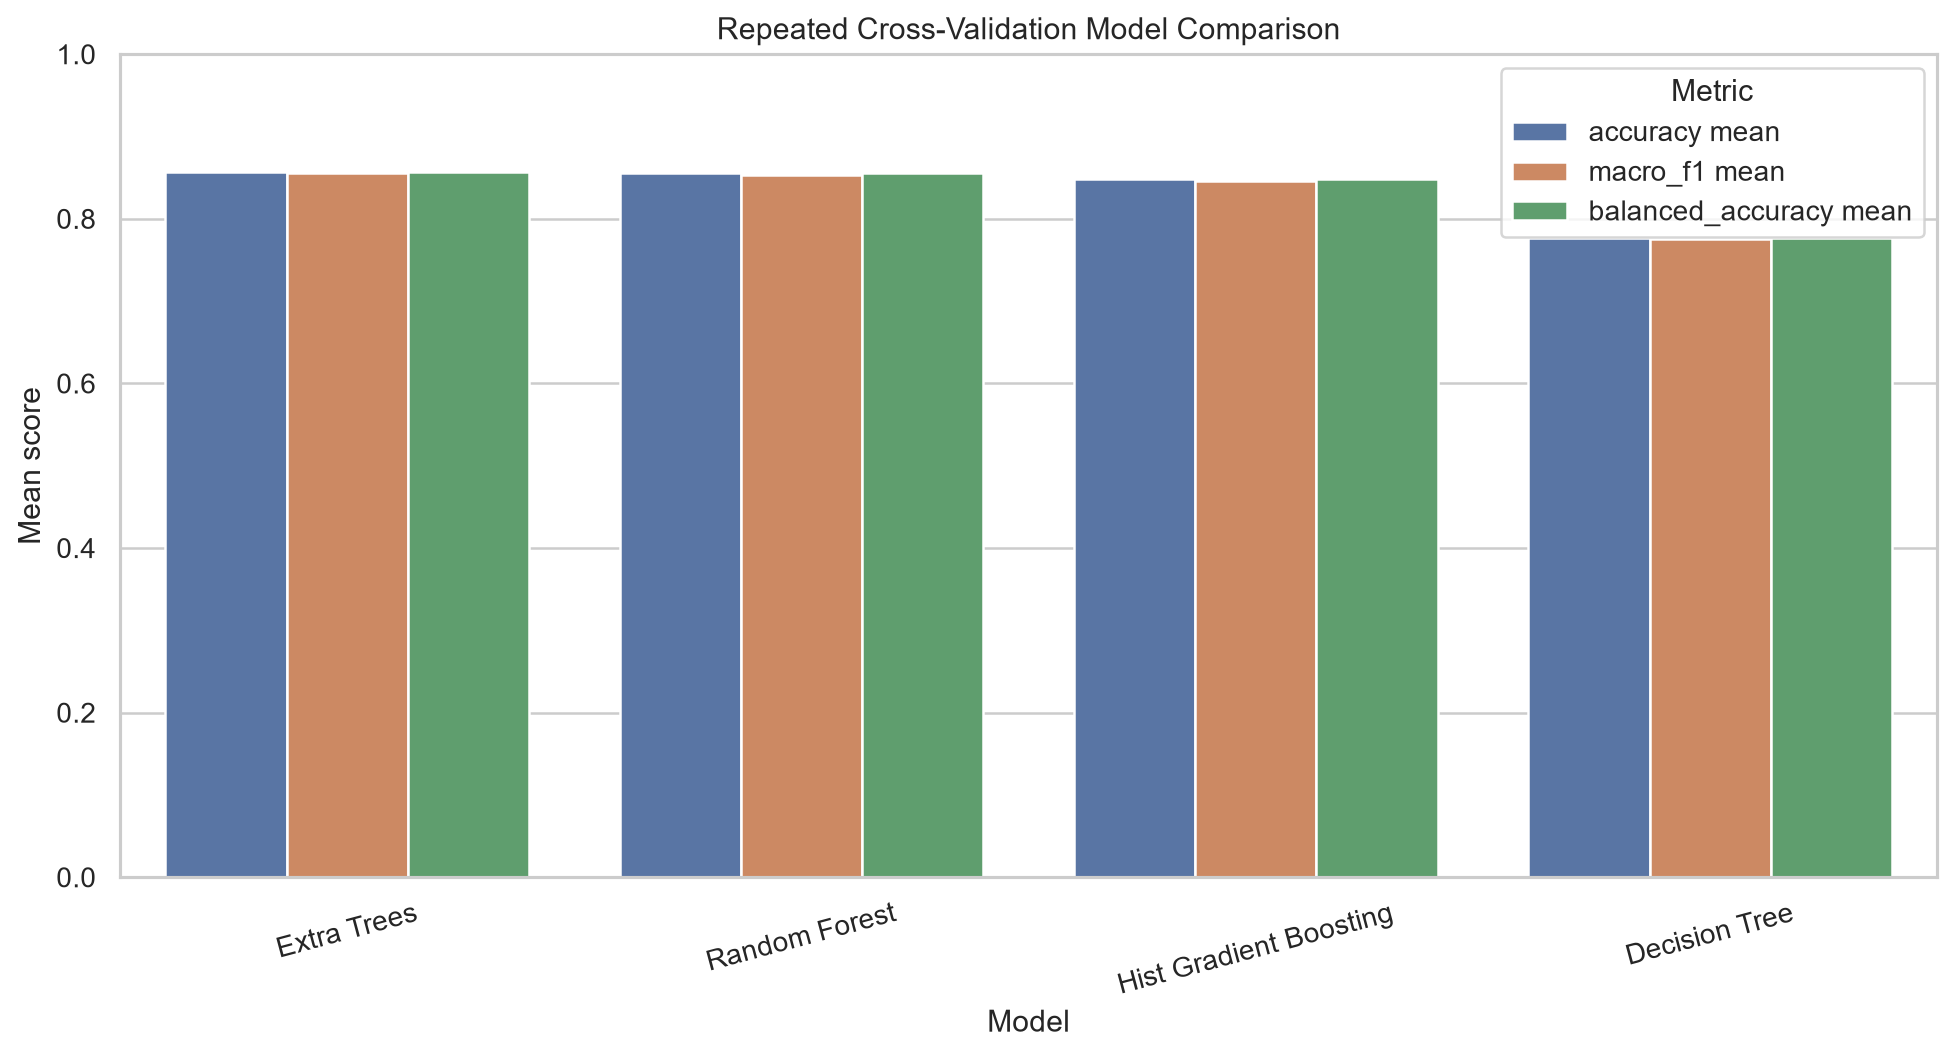 Repeated Cross-Validation Model Comparison
Mean score
1.0
0.8
0.6
0.4
0.2
0.0
Metric
accuracy mean
macro_f1 mean
balanced_accuracy mean
Extra Trees
Random Forest
Hist Gradient Boosting
Decision Tree
Model